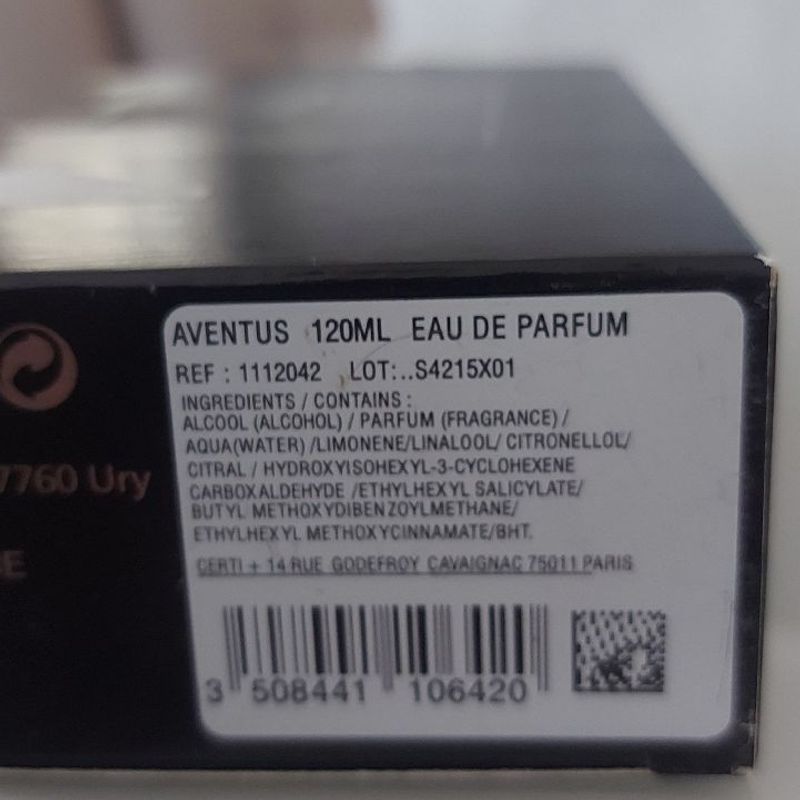 AVENTUS 120ML EAU DE PARFUM
REF : 1112042 LOT:..S4215X01
INGREDIENTS / CONTAINS :
ALCOOL (ALCOHOL) / PARFUM (FRAGRANCE) /
AQUA(WATER) /LIMONENE/LINALOOL/ CITRONELLOL/
CITRAL / HYDROXYISOHEXYL-3-CYCLOHEXENE
CARBOXALDEHYDE /ETHYLHEXYL SALICYLATE/
BUTYL METHOXYDIBENZOYLMETHANE/
ETHYLHEXYL METHOXYCINNAMATE/BHT.
CERTI + 14 RUE GODEFROY CAVAIGNAC 75011 PARIS
3 508441 106420
7760 Ury